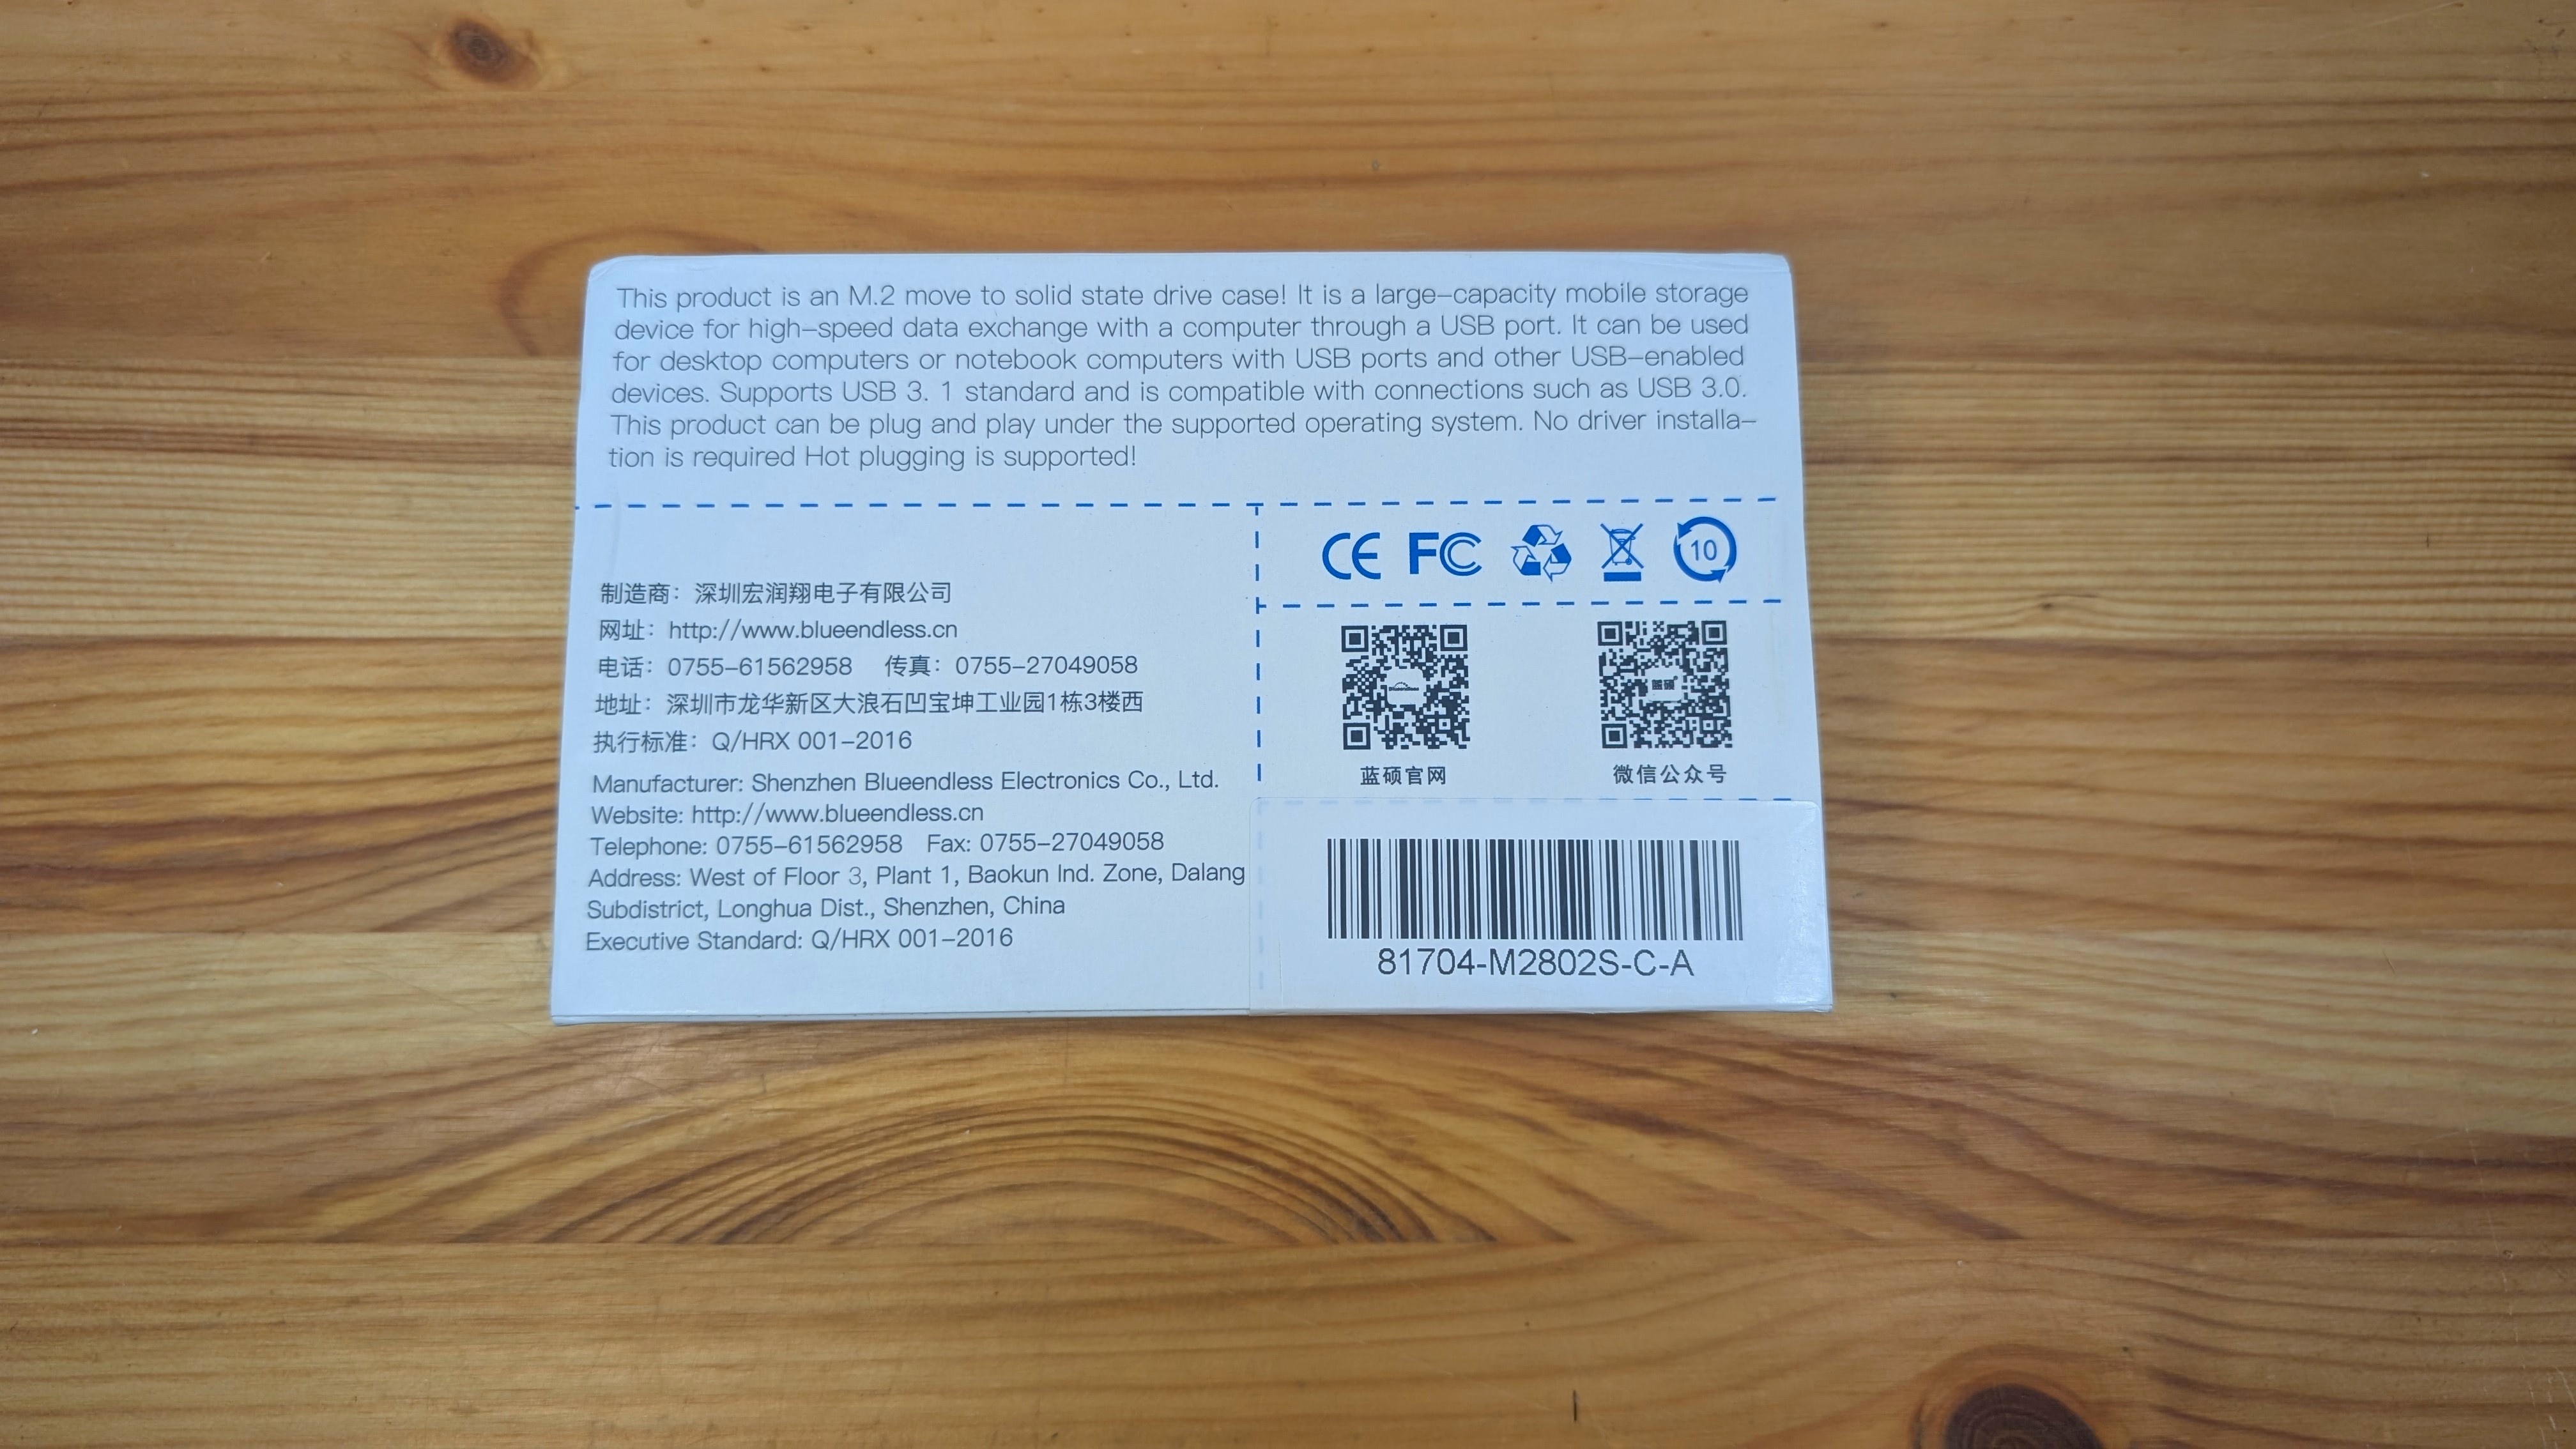 This product is an M.2 move to solid state drive case! It is a large-capacity mobile storage
device for high-speed data exchange with a computer through a USB port. It can be used
for desktop computers or notebook computers with USB ports and other USB-enabled
devices. Supports USB 3. 1 standard and is compatible with connections such as USB 3.0.
This product can be plug and play under the supported operating system. No driver installa-
tion is required Hot plugging is supported!
制造商：深圳宏润翔电子有限公司
网址：http://www.blueendless.cn
电话：0755-61562958 传真：0755-27049058
地址：深圳市龙华新区大浪石凹宝坤工业园1栋3楼西
执行标准：Q/HRX 001-2016
Manufacturer: Shenzhen Blueendless Electronics Co., Ltd.
Website: http://www.blueendless.cn
Telephone: 0755-61562958 Fax: 0755-27049058
Address: West of Floor 3, Plant 1, Baokun Ind. Zone, Dalang
Subdistrict, Longhua Dist., Shenzhen, China
Executive Standard: Q/HRX 001-2016
CE FC 10
蓝硕
蓝硕官网 微信公众号
81704-M2802S-C-A